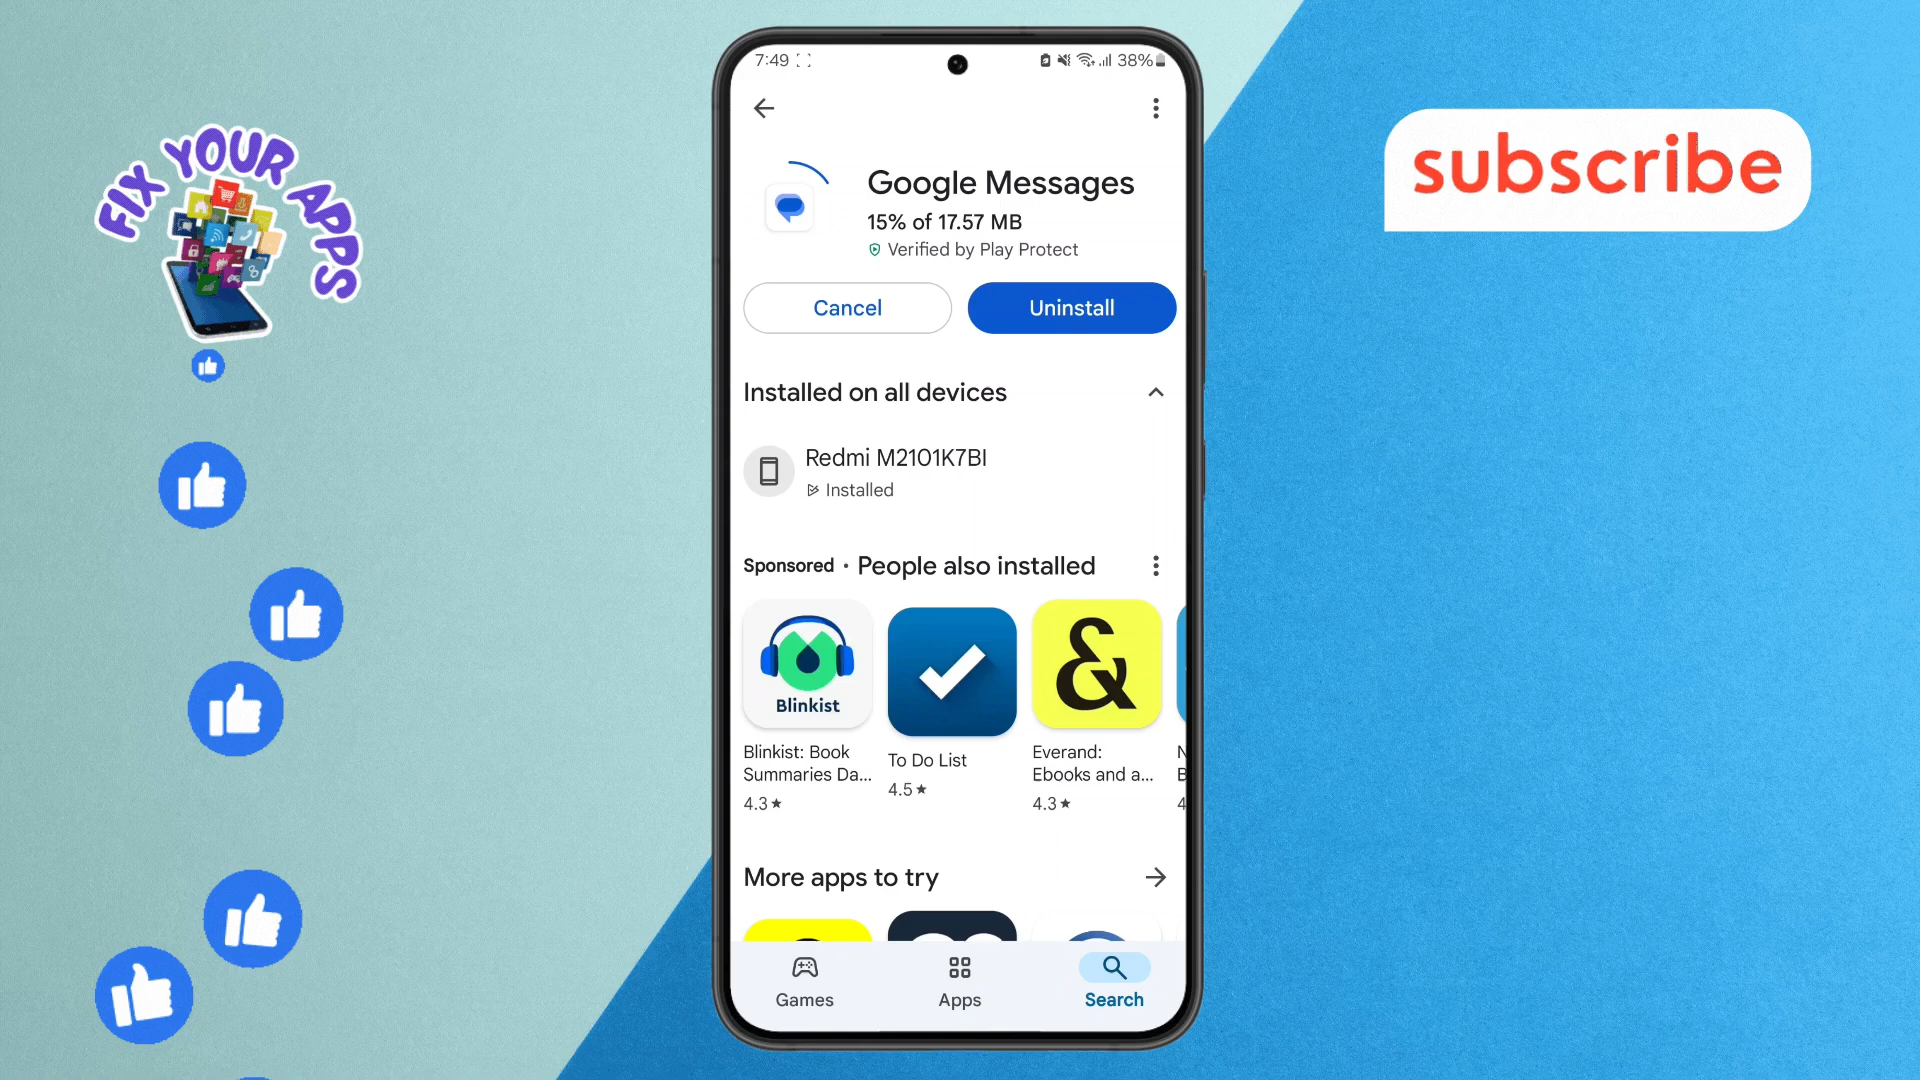 FIX YOUR APPS
subscribe
7:49
38%
Google Messages
15% of 17.57 MB
Verified by Play Protect
Cancel
Uninstall
Installed on all devices
Redmi M2101K7BI
Installed
Sponsored • People also installed
Blinkist
Blinkist: Book
Summaries Da...
4.3★
To Do List
4.5★
&
Everand:
Ebooks and a...
4.3★
N
B
4
More apps to try
Games
Apps
Search